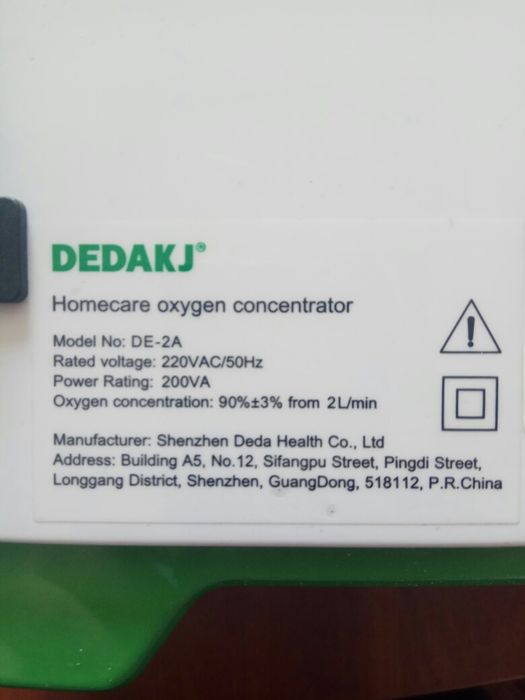 DEDAKJ®
Homecare oxygen concentrator
Model No: DE-2A
Rated voltage: 220VAC/50Hz
Power Rating: 200VA
Oxygen concentration: 90%±3% from 2L/min
Manufacturer: Shenzhen Deda Health Co., Ltd
Address: Building A5, No.12, Sifangpu Street, Pingdi Street,
Longgang District, Shenzhen, GuangDong, 518112, P.R.China